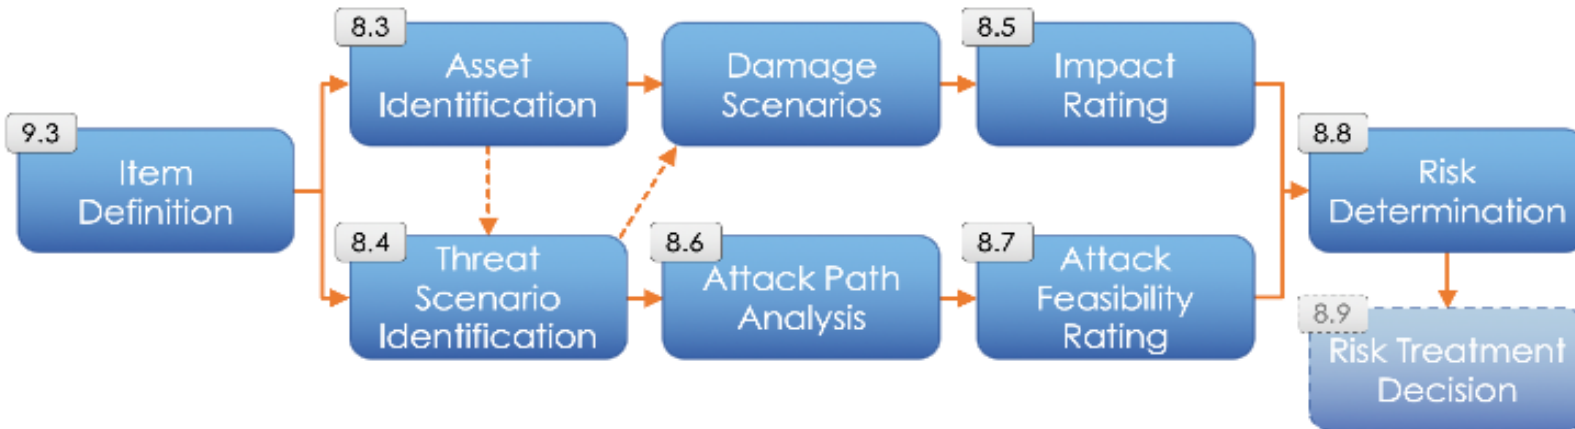 9.3
Item
Definition
8.3
Asset
Identification
Damage
Scenarios
8.5
Impact
Rating
8.4
Threat
Scenario
Identification
8.6
Attack Path
Analysis
8.7
Attack
Feasibility
Rating
8.8
Risk
Determination
8.9
Risk Treatment
Decision